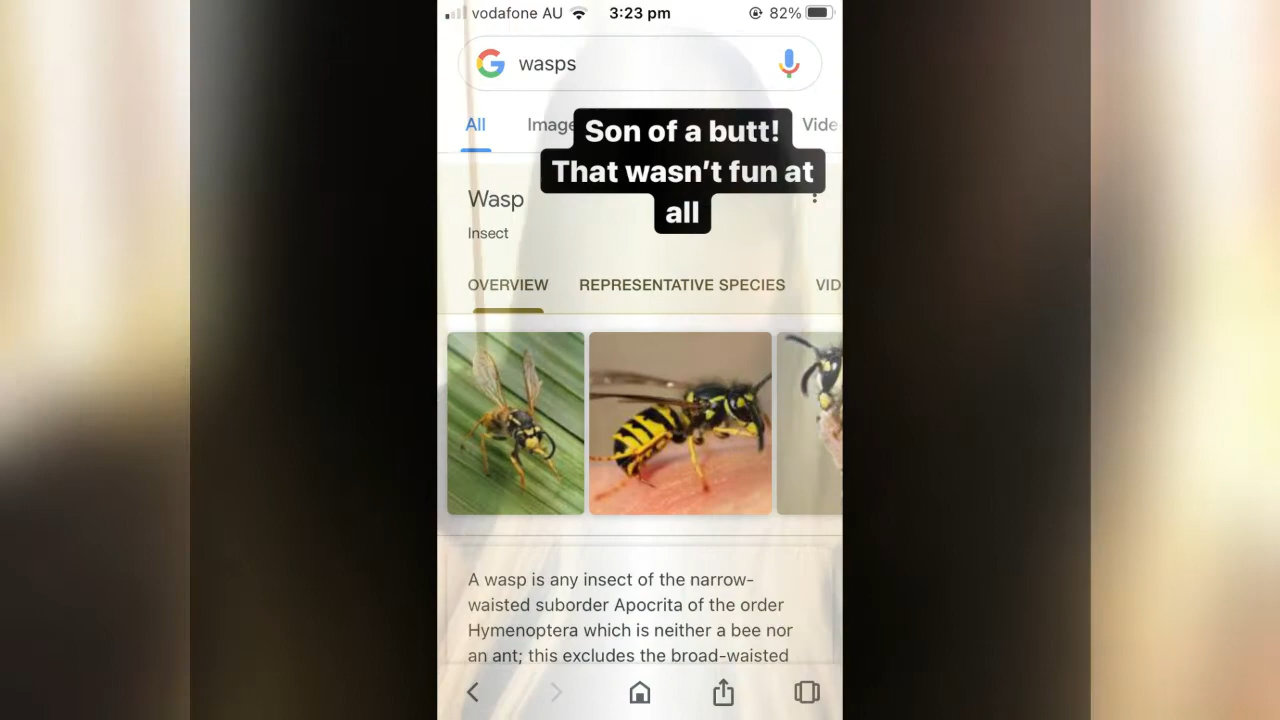 vodafone AU 3:23 pm 82%
wasps
All Image Vide
Son of a butt!
That wasn't fun at
all
Wasp
Insect
OVERVIEW REPRESENTATIVE SPECIES VID
A wasp is any insect of the narrow-
waisted suborder Apocrita of the order
Hymenoptera which is neither a bee nor
an ant; this excludes the broad-waisted